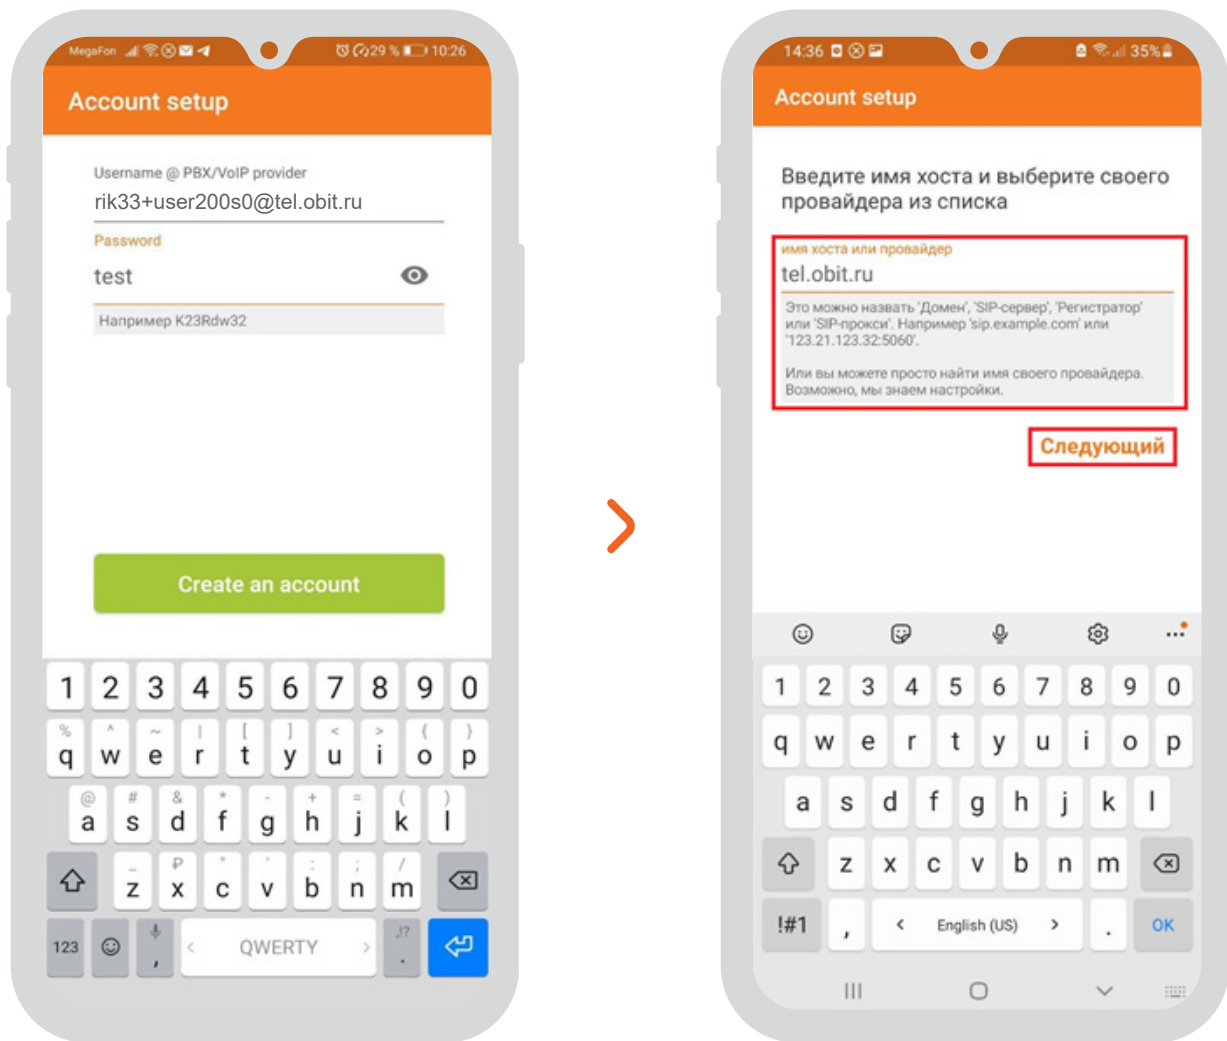 MegaFon 29 % 10:26
Account setup
Username @ PBX/VoIP provider
rik33+user200s0@tel.obit.ru
Password
test
Например K23Rdw32
Create an account
1 2 3 4 5 6 7 8 9 0
% ^ ~ | [ ] < > { }
q w e r t y u i o p
@ # & * - + = ( )
a s d f g h j k l
_ ₽ " ' : ; /
z x c v b n m
123 , < QWERTY > ,!? .
14:36 35%
Account setup
Введите имя хоста и выберите своего
провайдера из списка
имя хоста или провайдер
tel.obit.ru
Это можно назвать 'Домен', 'SIP-сервер', 'Регистратор'
или 'SIP-прокси'. Например 'sip.example.com' или
'123.21.123.32:5060'.
Или вы можете просто найти имя своего провайдера.
Возможно, мы знаем настройки.
Следующий
1 2 3 4 5 6 7 8 9 0
q w e r t y u i o p
a s d f g h j k l
z x c v b n m
!#1 , < English (US) > . OK